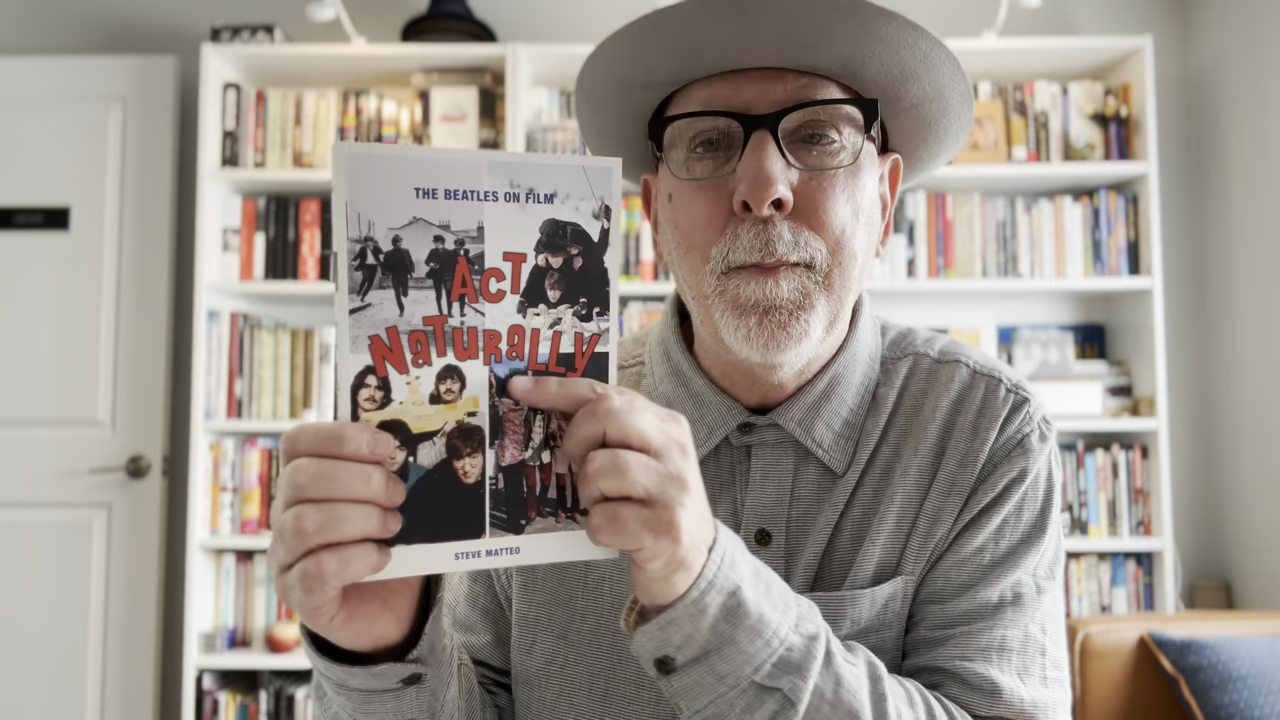 THE BEATLES ON FILM
ACT
NATURALLY
STEVE MATTEO